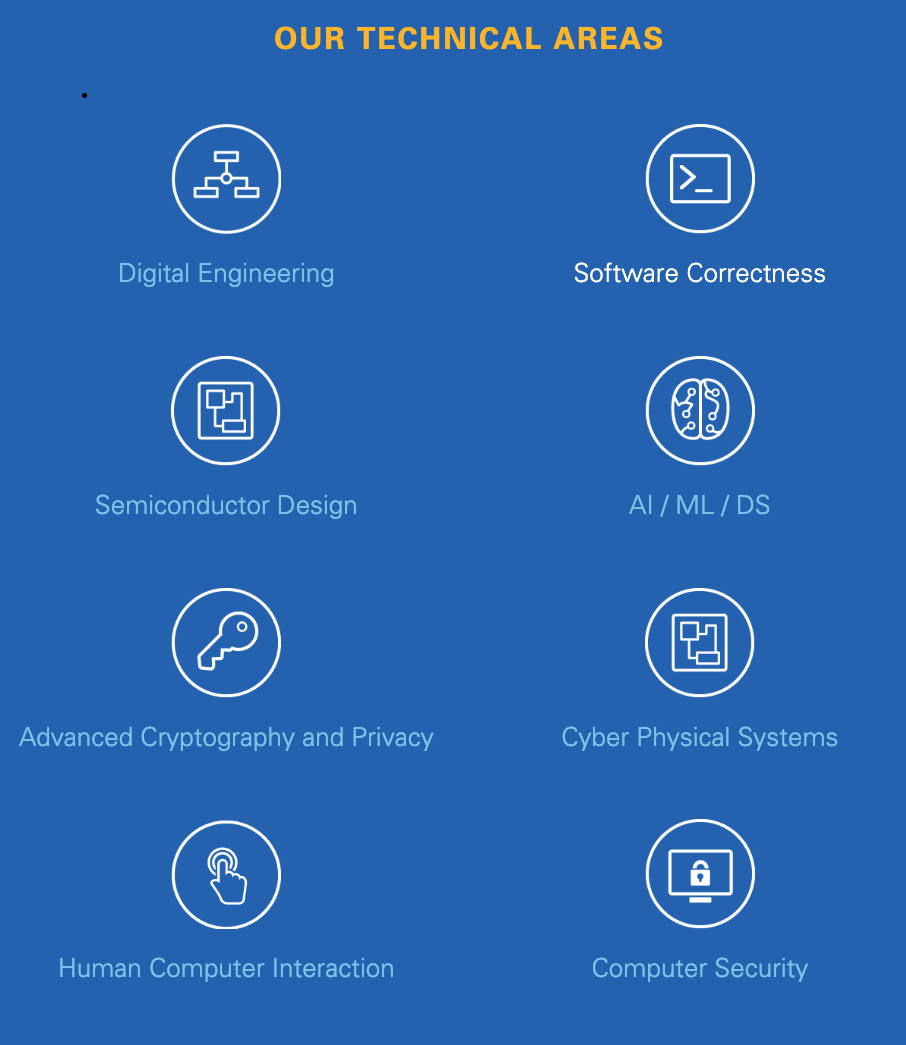 OUR TECHNICAL AREAS
Digital Engineering
Software Correctness
Semiconductor Design
AI / ML / DS
Advanced Cryptography and Privacy
Cyber Physical Systems
Human Computer Interaction
Computer Security